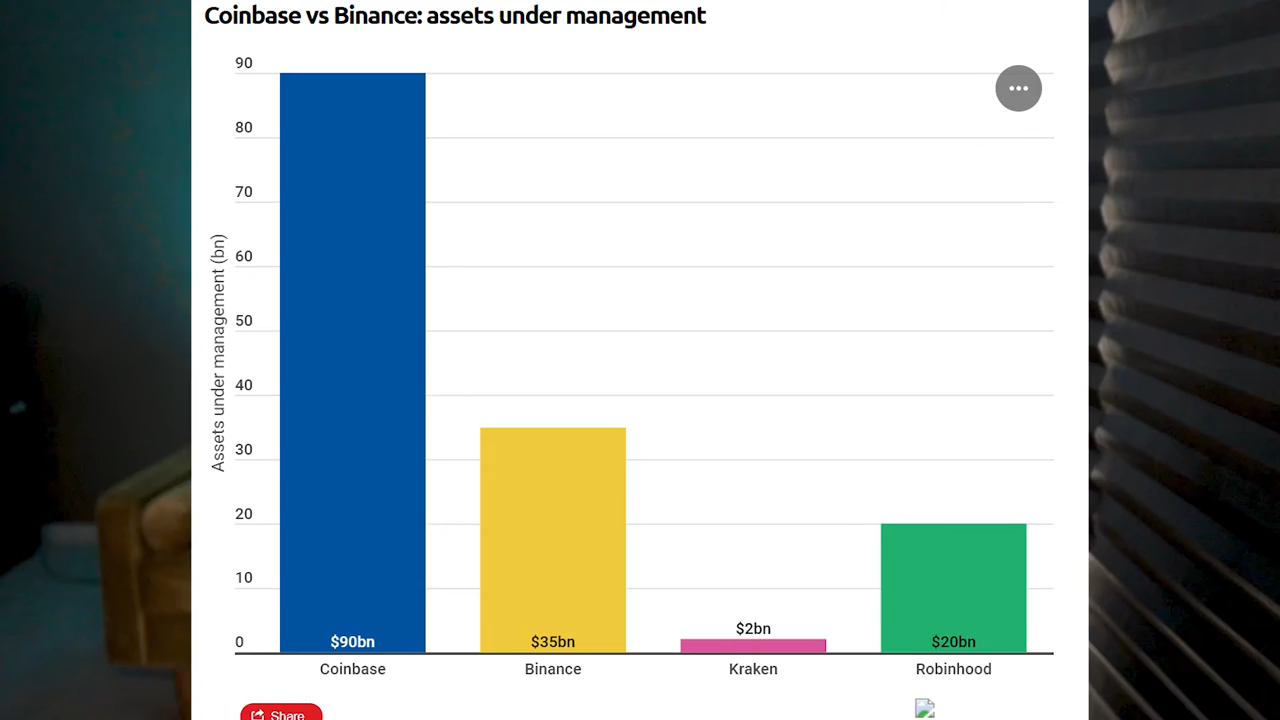 Coinbase vs Binance: assets under management
90
80
70
60
50
40
30
20
10
0
Assets under management (bn)
$90bn
$35bn
$2bn
$20bn
Coinbase
Binance
Kraken
Robinhood
Share